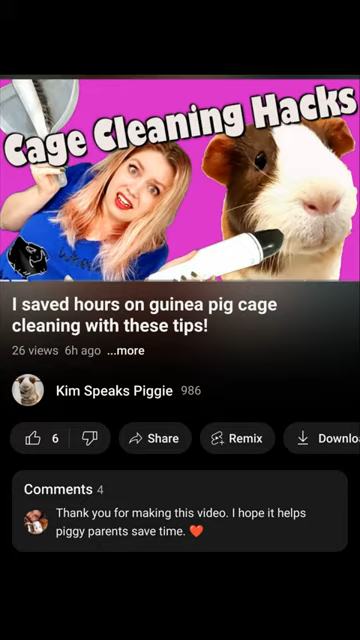 Cage Cleaning Hacks
I saved hours on guinea pig cage
cleaning with these tips!
26 views 6h ago ...more
Kim Speaks Piggie 986
6 Share Remix Downlo
Comments 4
Thank you for making this video. I hope it helps
piggy parents save time. ❤️